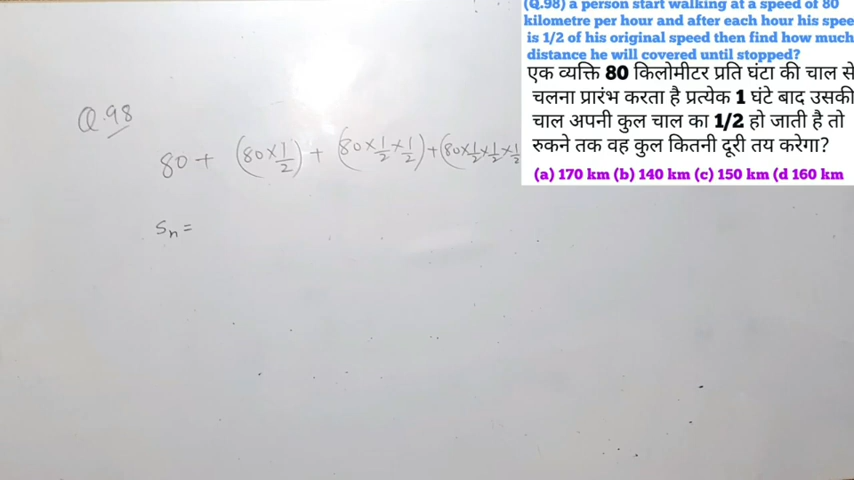 (Q.98) a person start walking at a speed of 80
kilometre per hour and after each hour his spee
is 1/2 of his original speed then find how much
distance he will covered until stopped?
एक व्यक्ति 80 किलोमीटर प्रति घंटा की चाल से
चलना प्रारंभ करता है प्रत्येक 1 घंटे बाद उसकी
चाल अपनी कुल चाल का 1/2 हो जाती है तो
रुकने तक वह कुल कितनी दूरी तय करेगा?
(a) 170 km (b) 140 km (c) 150 km (d 160 km
Q.98
80 + (80×1/2) + (80×1/2×1/2) + (80×1/2×1/2×1/2
Sn =